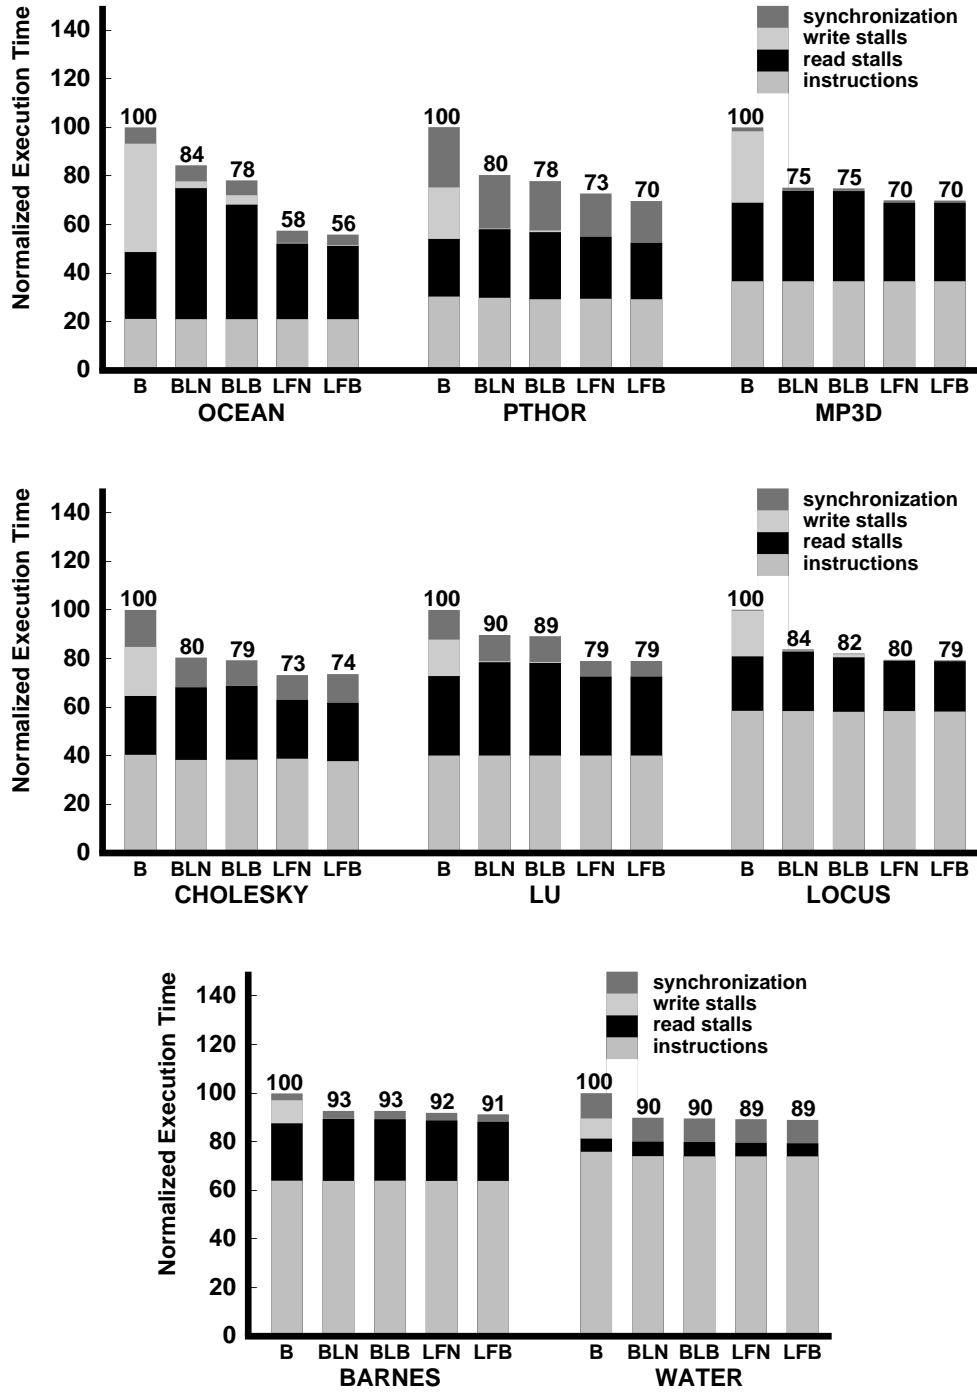 Normalized Execution Time
140
120
100
80
60
40
20
0
synchronization
write stalls
read stalls
instructions
100
84
78
58
56
100
80
78
73
70
100
75
75
70
70
B BLN BLB LFN LFB
B BLN BLB LFN LFB
B BLN BLB LFN LFB
OCEAN
PTHOR
MP3D
Normalized Execution Time
140
120
100
80
60
40
20
0
synchronization
write stalls
read stalls
instructions
100
80
79
73
74
100
90
89
79
79
100
84
82
80
79
B BLN BLB LFN LFB
B BLN BLB LFN LFB
B BLN BLB LFN LFB
CHOLESKY
LU
LOCUS
Normalized Execution Time
140
120
100
80
60
40
20
0
synchronization
write stalls
read stalls
instructions
100
93
93
92
91
100
90
90
89
89
B BLN BLB LFN LFB
B BLN BLB LFN LFB
BARNES
WATER